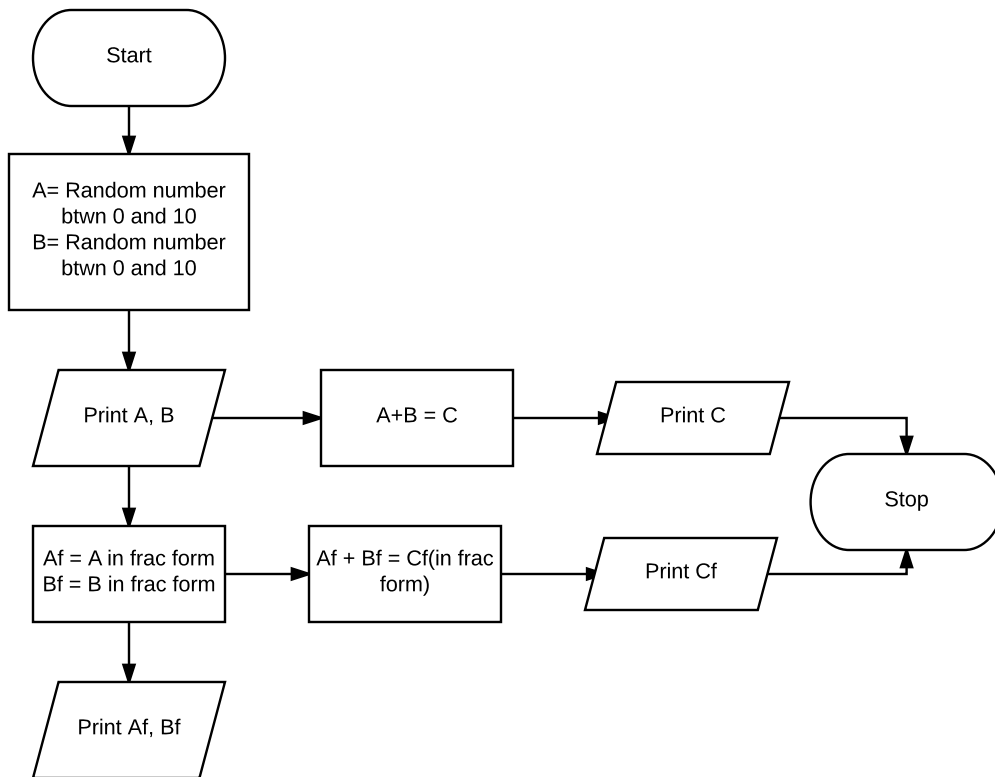 Start
A= Random number
btwn 0 and 10
B= Random number
btwn 0 and 10
Print A, B
A+B = C
Print C
Stop
Af = A in frac form
Bf = B in frac form
Af + Bf = Cf(in frac
form)
Print Cf
Print Af, Bf